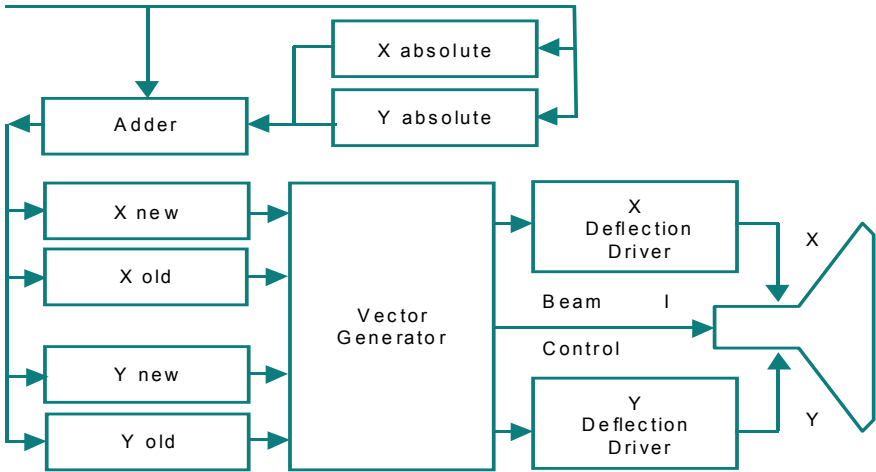 X absolute
Y absolute
Adder
X new
X old
Y new
Y old
Vector
Generator
X
Deflection
Driver
X
Beam I
Control
Y
Deflection
Driver
Y